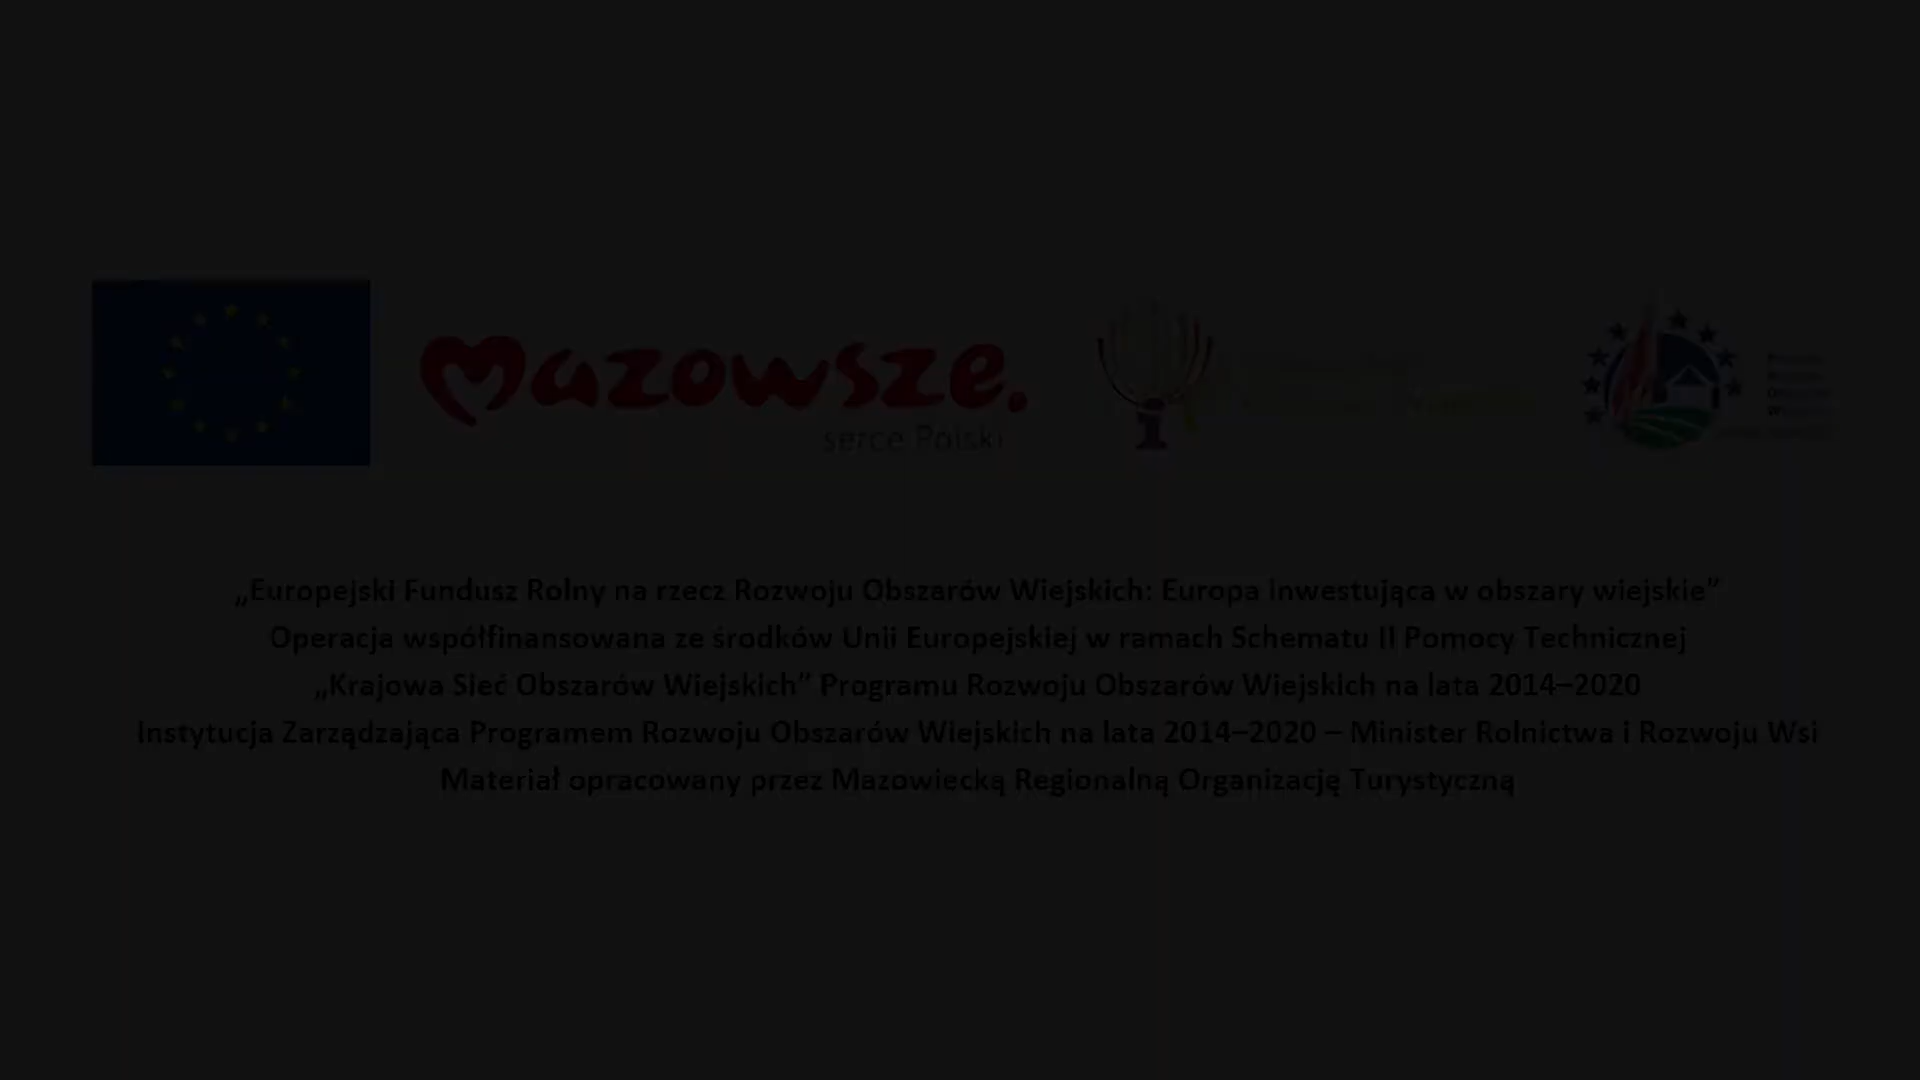 mazowsze.
serce Polski
„Europejski Fundusz Rolny na rzecz Rozwoju Obszarów Wiejskich: Europa inwestująca w obszary wiejskie”
Operacja współfinansowana ze środków Unii Europejskiej w ramach Schematu II Pomocy Technicznej
„Krajowa Sieć Obszarów Wiejskich” Programu Rozwoju Obszarów Wiejskich na lata 2014–2020
Instytucja Zarządzająca Programem Rozwoju Obszarów Wiejskich na lata 2014–2020 – Minister Rolnictwa i Rozwoju Wsi
Materiał opracowany przez Mazowiecką Regionalną Organizację Turystyczną